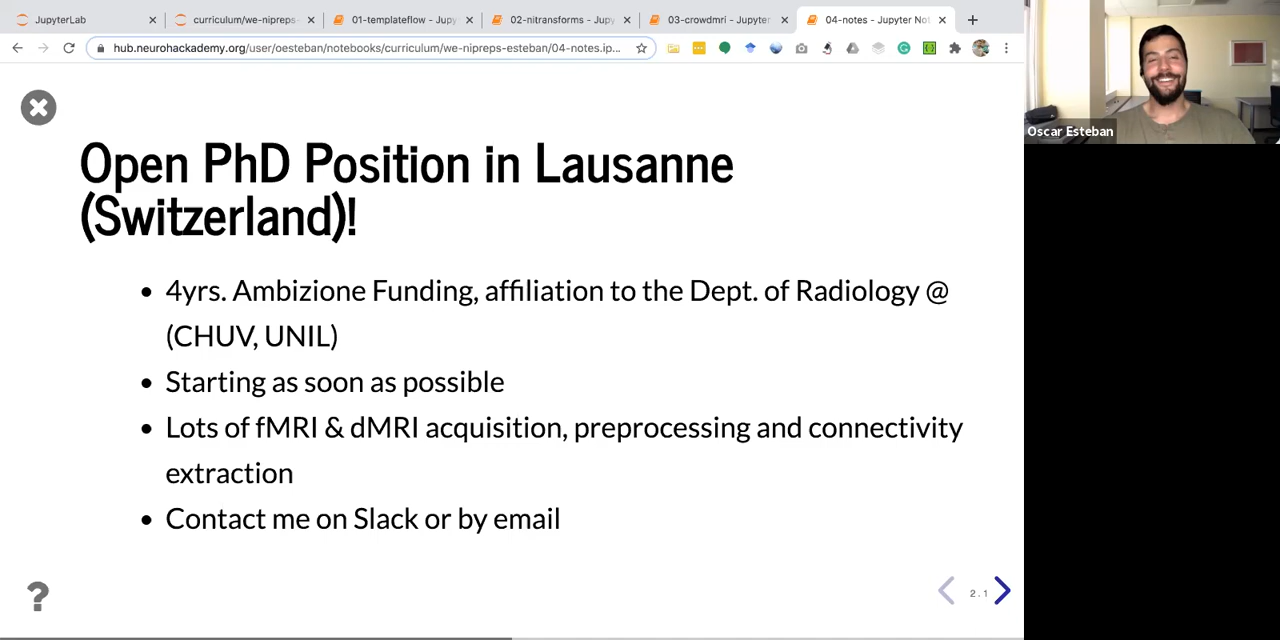 JupyterLab
curriculum/we-nipreps-
01-templateflow - Jupy
02-nitransforms - Jupy
03-crowdmri - Jupyter
04-notes - Jupyter Not
hub.neurohackademy.org/user/oesteban/notebooks/curriculum/we-nipreps-esteban/04-notes.ip...
Oscar Esteban
Open PhD Position in Lausanne
(Switzerland)!
• 4yrs. Ambizione Funding, affiliation to the Dept. of Radiology @
(CHUV, UNIL)
• Starting as soon as possible
• Lots of fMRI & dMRI acquisition, preprocessing and connectivity
extraction
• Contact me on Slack or by email
?
2.1